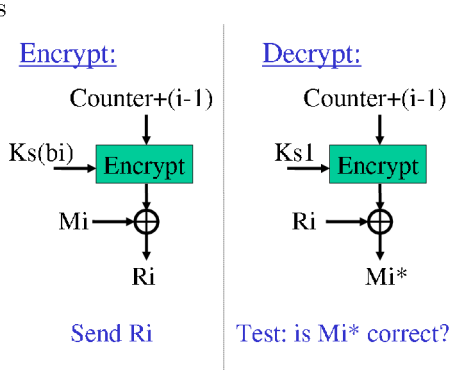 s
Encrypt:
Counter+(i-1)
Ks(bi)
Encrypt
Mi
Ri
Send Ri
Decrypt:
Counter+(i-1)
Ks1
Encrypt
Ri
Mi*
Test: is Mi* correct?